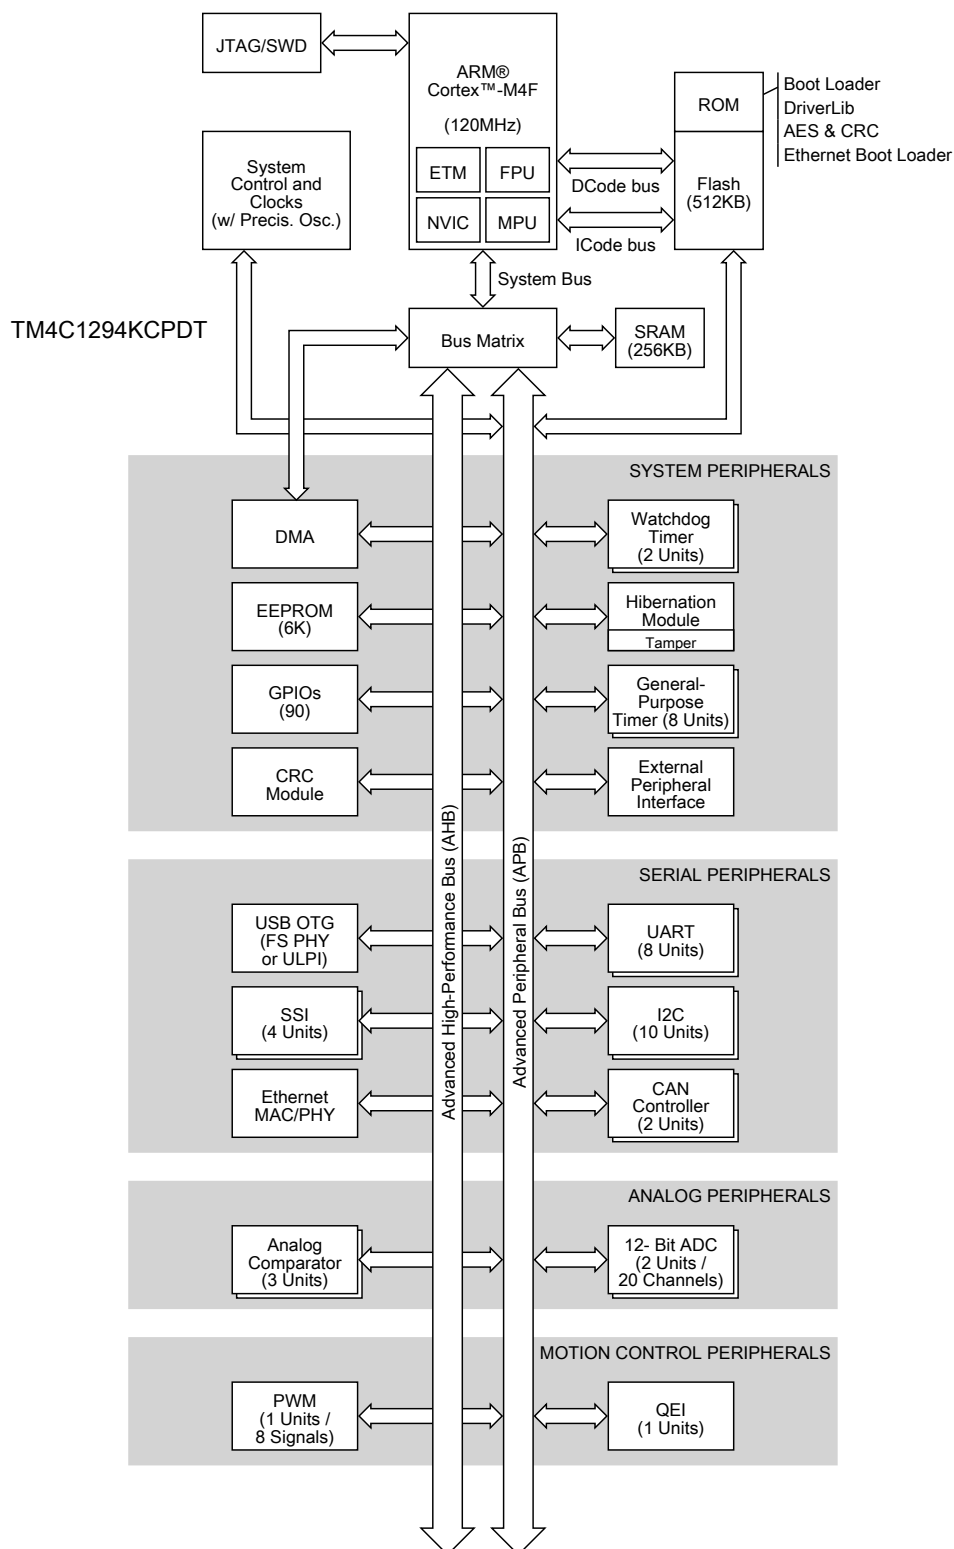 JTAG/SWD
ARM®
Cortex™-M4F
(120MHz)
ETM
FPU
NVIC
MPU
ROM
Flash
(512KB)
Boot Loader
DriverLib
AES & CRC
Ethernet Boot Loader
DCode bus
ICode bus
System
Control and
Clocks
(w/ Precis. Osc.)
System Bus
TM4C1294KCPDT
Bus Matrix
SRAM
(256KB)
SYSTEM PERIPHERALS
DMA
Watchdog
Timer
(2 Units)
EEPROM
(6K)
Hibernation
Module
Tamper
GPIOs
(90)
General-
Purpose
Timer (8 Units)
CRC
Module
External
Peripheral
Interface
Advanced High-Performance Bus (AHB)
Advanced Peripheral Bus (APB)
SERIAL PERIPHERALS
USB OTG
(FS PHY
or ULPI)
UART
(8 Units)
SSI
(4 Units)
I2C
(10 Units)
Ethernet
MAC/PHY
CAN
Controller
(2 Units)
ANALOG PERIPHERALS
Analog
Comparator
(3 Units)
12- Bit ADC
(2 Units /
20 Channels)
MOTION CONTROL PERIPHERALS
PWM
(1 Units /
8 Signals)
QEI
(1 Units)